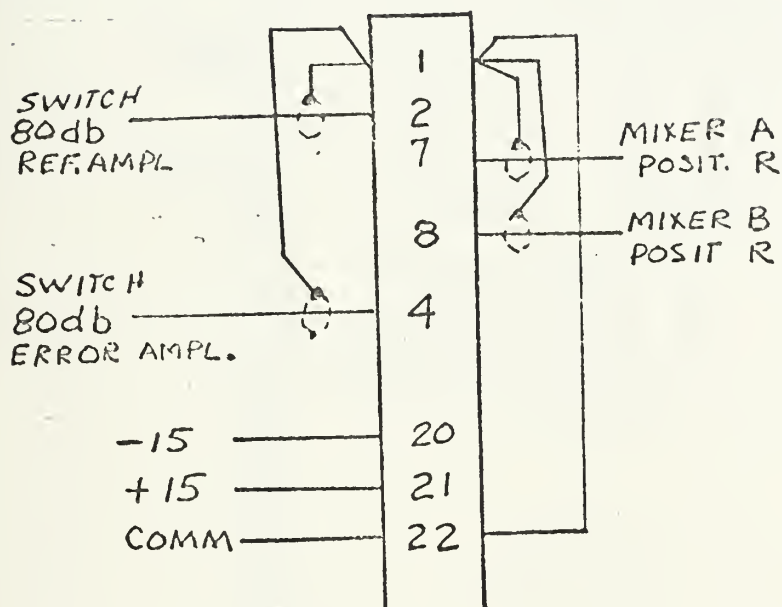 1
SWITCH
80db
REF. AMPL
2
7
MIXER A
POSIT. R
8
MIXER B
POSIT R
SWITCH
80db
ERROR AMPL.
4
-15
20
+15
21
COMM
22